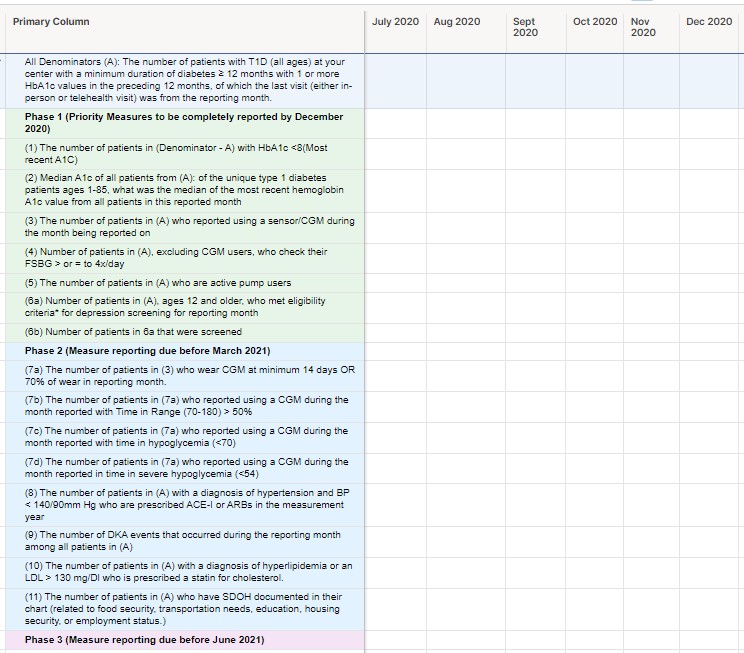 Primary Column
July 2020
Aug 2020
Sept
2020
Oct 2020
Nov
2020
Dec 2020
All Denominators (A): The number of patients with T1D (all ages) at your
center with a minimum duration of diabetes ≥ 12 months with 1 or more
HbA1c values in the preceding 12 months, of which the last visit (either in-
person or telehealth visit) was from the reporting month.
Phase 1 (Priority Measures to be completely reported by December
2020)
(1) The number of patients in (Denominator - A) with HbA1c <8(Most
recent A1C)
(2) Median A1c of all patients from (A): of the unique type 1 diabetes
patients ages 1-85, what was the median of the most recent hemoglobin
A1c value from all patients in this reported month
(3) The number of patients in (A) who reported using a sensor/CGM during
the month being reported on
(4) Number of patients in (A), excluding CGM users, who check their
FSBG > or = to 4x/day
(5) The number of patients in (A) who are active pump users
(6a) Number of patients in (A), ages 12 and older, who met eligibility
criteria* for depression screening for reporting month
(6b) Number of patients in 6a that were screened
Phase 2 (Measure reporting due before March 2021)
(7a) The number of patients in (3) who wear CGM at minimum 14 days OR
70% of wear in reporting month.
(7b) The number of patients in (7a) who reported using a CGM during the
month reported with Time in Range (70-180) > 50%
(7c) The number of patients in (7a) who reported using a CGM during the
month reported with time in hypoglycemia (<70)
(7d) The number of patients in (7a) who reported using a CGM during the
month reported in time in severe hypoglycemia (<54)
(8) The number of patients in (A) with a diagnosis of hypertension and BP
< 140/90mm Hg who are prescribed ACE-I or ARBs in the measurement
year
(9) The number of DKA events that occurred during the reporting month
among all patients in (A)
(10) The number of patients in (A) with a diagnosis of hyperlipidemia or an
LDL > 130 mg/Dl who is prescribed a statin for cholesterol.
(11) The number of patients in (A) who have SDOH documented in their
chart (related to food security, transportation needs, education, housing
security, or employment status.)
Phase 3 (Measure reporting due before June 2021)